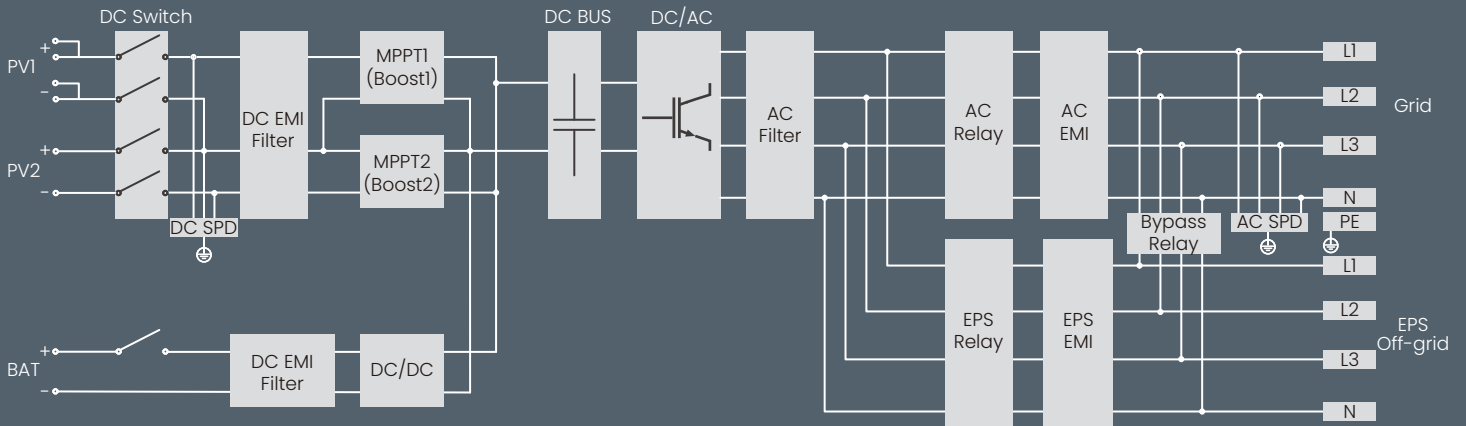 DC Switch
DC BUS
DC/AC
+
PV1
−
+
PV2
−
DC EMI
Filter
MPPT1
(Boost1)
MPPT2
(Boost2)
DC SPD
AC
Filter
AC
Relay
AC
EMI
L1
L2
Grid
L3
N
PE
Bypass
Relay
AC SPD
L1
L2
EPS
Off-grid
L3
N
EPS
Relay
EPS
EMI
+
BAT
−
DC EMI
Filter
DC/DC